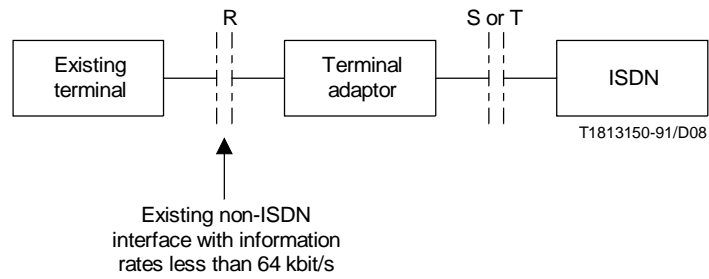 R
S or T
Existing
terminal
Terminal
adaptor
ISDN
T1813150-91/D08
Existing non-ISDN
interface with information
rates less than 64 kbit/s